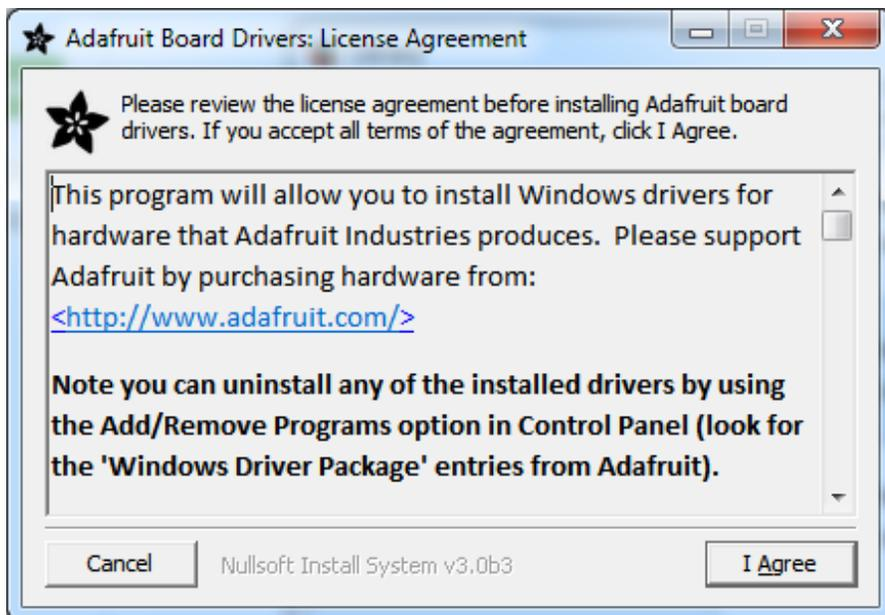 Adafruit Board Drivers: License Agreement
Please review the license agreement before installing Adafruit board
drivers. If you accept all terms of the agreement, click I Agree.
This program will allow you to install Windows drivers for
hardware that Adafruit Industries produces.  Please support
Adafruit by purchasing hardware from:
<http://www.adafruit.com/>
Note you can uninstall any of the installed drivers by using
the Add/Remove Programs option in Control Panel (look for
the 'Windows Driver Package' entries from Adafruit).
Cancel Nullsoft Install System v3.0b3 I Agree